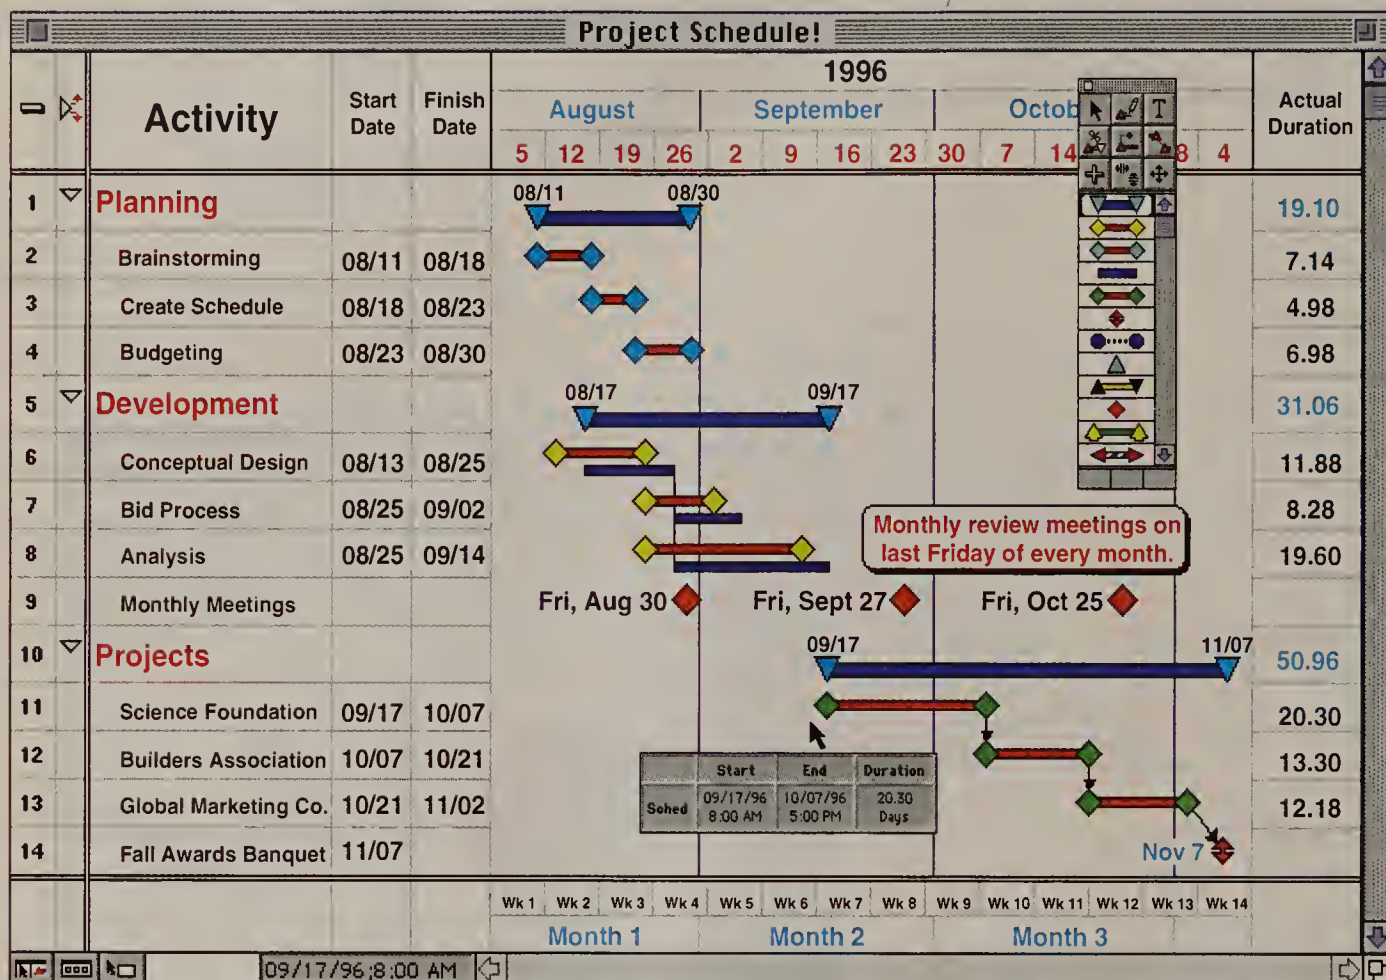 Project Schedule!
1996
Activity
Start Date
Finish Date
August
September
Octob
Actual Duration
5 12 19 26 2 9 16 23 30 7 14 8 4
T
08/11 08/30
1 Planning 19.10
2 Brainstorming 08/11 08/18 7.14
3 Create Schedule 08/18 08/23 4.98
4 Budgeting 08/23 08/30 6.98
08/17 09/17
5 Development 31.06
6 Conceptual Design 08/13 08/25 11.88
7 Bid Process 08/25 09/02 8.28
Monthly review meetings on
last Friday of every month.
8 Analysis 08/25 09/14 19.60
9 Monthly Meetings Fri, Aug 30 Fri, Sept 27 Fri, Oct 25
09/17 11/07
10 Projects 50.96
11 Science Foundation 09/17 10/07 20.30
12 Builders Association 10/07 10/21 13.30
Start End Duration
Sched 09/17/96 8:00 AM 10/07/96 5:00 PM 20.30 Days
13 Global Marketing Co. 10/21 11/02 12.18
14 Fall Awards Banquet 11/07 Nov 7
Wk 1 Wk 2 Wk 3 Wk 4 Wk 5 Wk 6 Wk 7 Wk 8 Wk 9 Wk 10 Wk 11 Wk 12 Wk 13 Wk 14
Month 1 Month 2 Month 3
09/17/96;8:00 AM